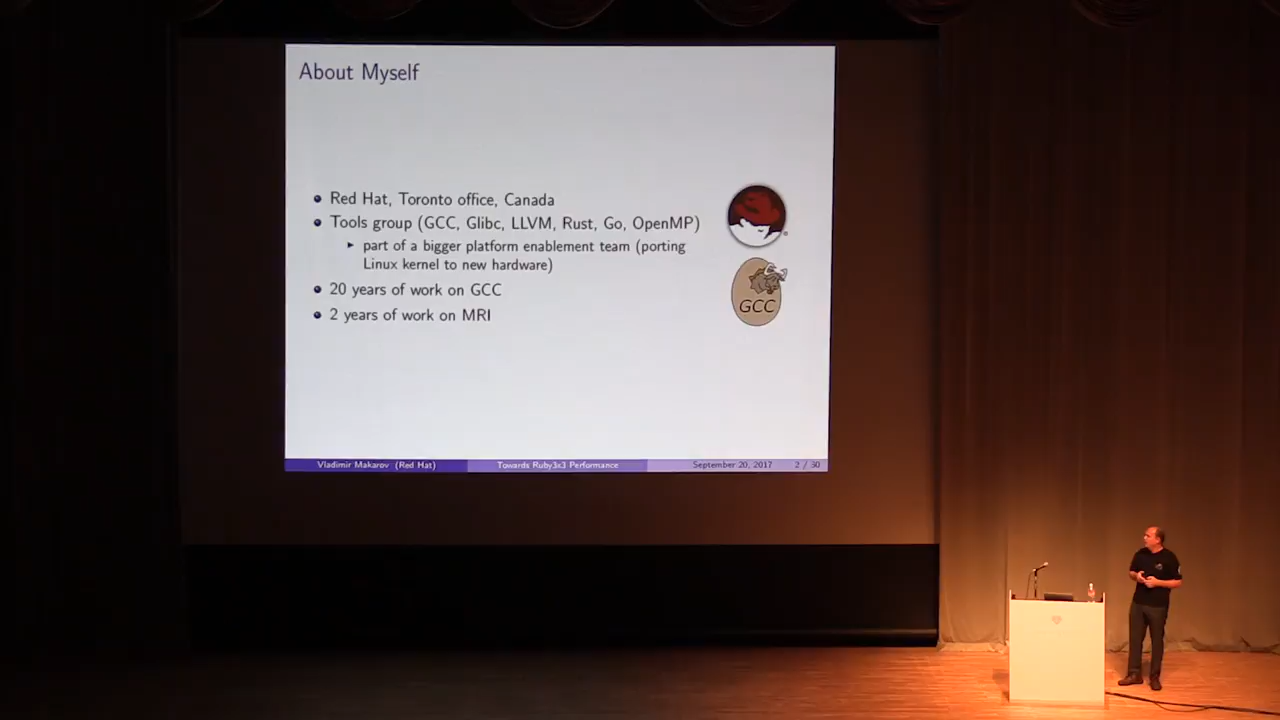 About Myself
Red Hat, Toronto office, Canada
Tools group (GCC, Glibc, LLVM, Rust, Go, OpenMP)
part of a bigger platform enablement team (porting
Linux kernel to new hardware)
20 years of work on GCC
2 years of work on MRI
GCC
Vladimir Makarov (Red Hat)
Towards Ruby3x3 Performance
September 20, 2017
2 / 30